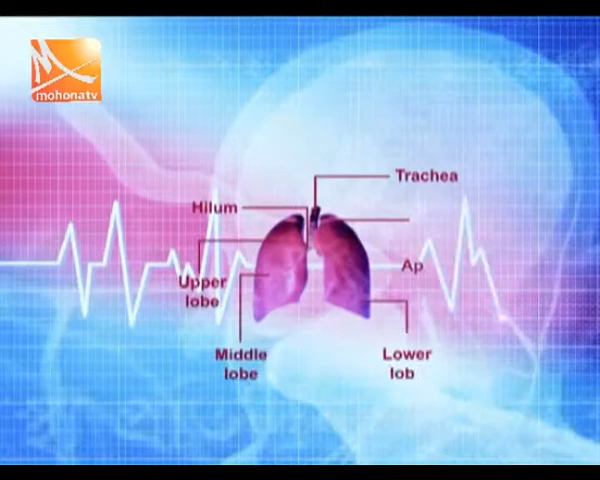 mohonatv
Trachea
Hilum
Ap
Upper
lobe
Middle
lobe
Lower
lob